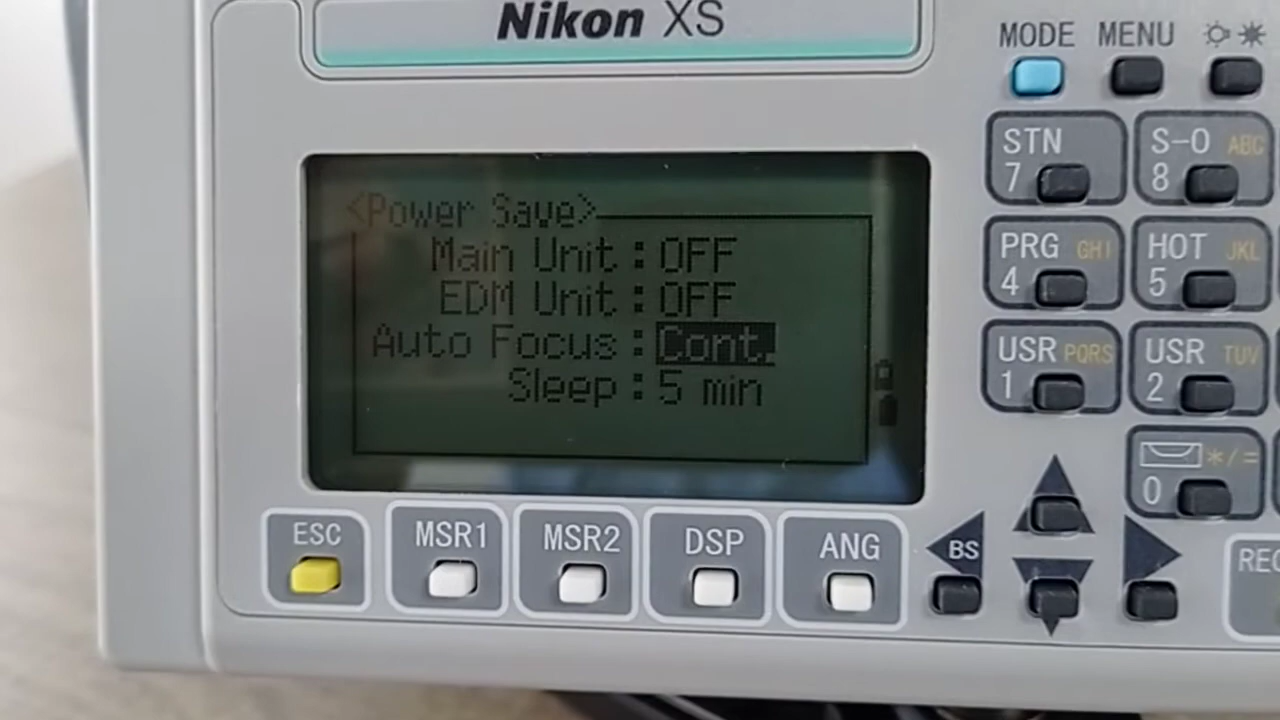 Nikon XS
MODE MENU
STN
7
S-O ABC
8
<Power Save>
Main Unit : OFF
EDM Unit : OFF
Auto Focus : Cont.
Sleep : 5 min
PRG GHI
4
HOT JKL
5
USR PQRS
1
USR TUV
2
*/=
0
ESC MSR1 MSR2 DSP ANG
BS
REC